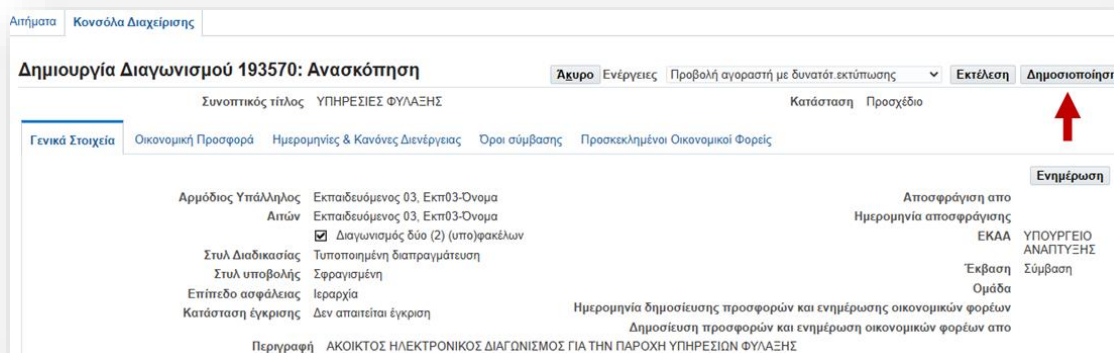 Αιτήματα Κονσόλα Διαχείρισης
Δημιουργία Διαγωνισμού 193570: Ανασκόπηση Άκυρο Ενέργειες Προβολή αγοραστή με δυνατότ.εκτύπωσης Εκτέλεση Δημοσιοποίηση
Συνοπτικός τίτλος ΥΠΗΡΕΣΙΕΣ ΦΥΛΑΞΗΣ Κατάσταση Προσχέδιο
Γενικά Στοιχεία Οικονομική Προσφορά Ημερομηνίες & Κανόνες Διενέργειας Όροι σύμβασης Προσκεκλημένοι Οικονομικοί Φορείς
Ενημέρωση
Αρμόδιος Υπάλληλος Εκπαιδευόμενος 03, Εκπ03-Όνομα Αποσφράγιση απο
Αιτών Εκπαιδευόμενος 03, Εκπ03-Όνομα Ημερομηνία αποσφράγισης
Διαγωνισμός δύο (2) (υπο)φακέλων ΕΚΑΑ ΥΠΟΥΡΓΕΙΟ
ΑΝΑΠΤΥΞΗΣ
Στυλ Διαδικασίας Τυποποιημένη διαπραγμάτευση
Στυλ υποβολής Σφραγισμένη Έκβαση Σύμβαση
Επίπεδο ασφάλειας Ιεραρχία Ομάδα
Κατάσταση έγκρισης Δεν απαιτείται έγκριση Ημερομηνία δημοσίευσης προσφορών και ενημέρωσης οικονομικών φορέων
Δημοσίευση προσφορών και ενημέρωση οικονομικών φορέων απο
Περιγραφή ΑΚΟΙΚΤΟΣ ΗΛΕΚΤΡΟΝΙΚΟΣ ΔΙΑΓΩΝΙΣΜΟΣ ΓΙΑ ΤΗΝ ΠΑΡΟΧΗ ΥΠΗΡΕΣΙΩΝ ΦΥΛΑΞΗΣ